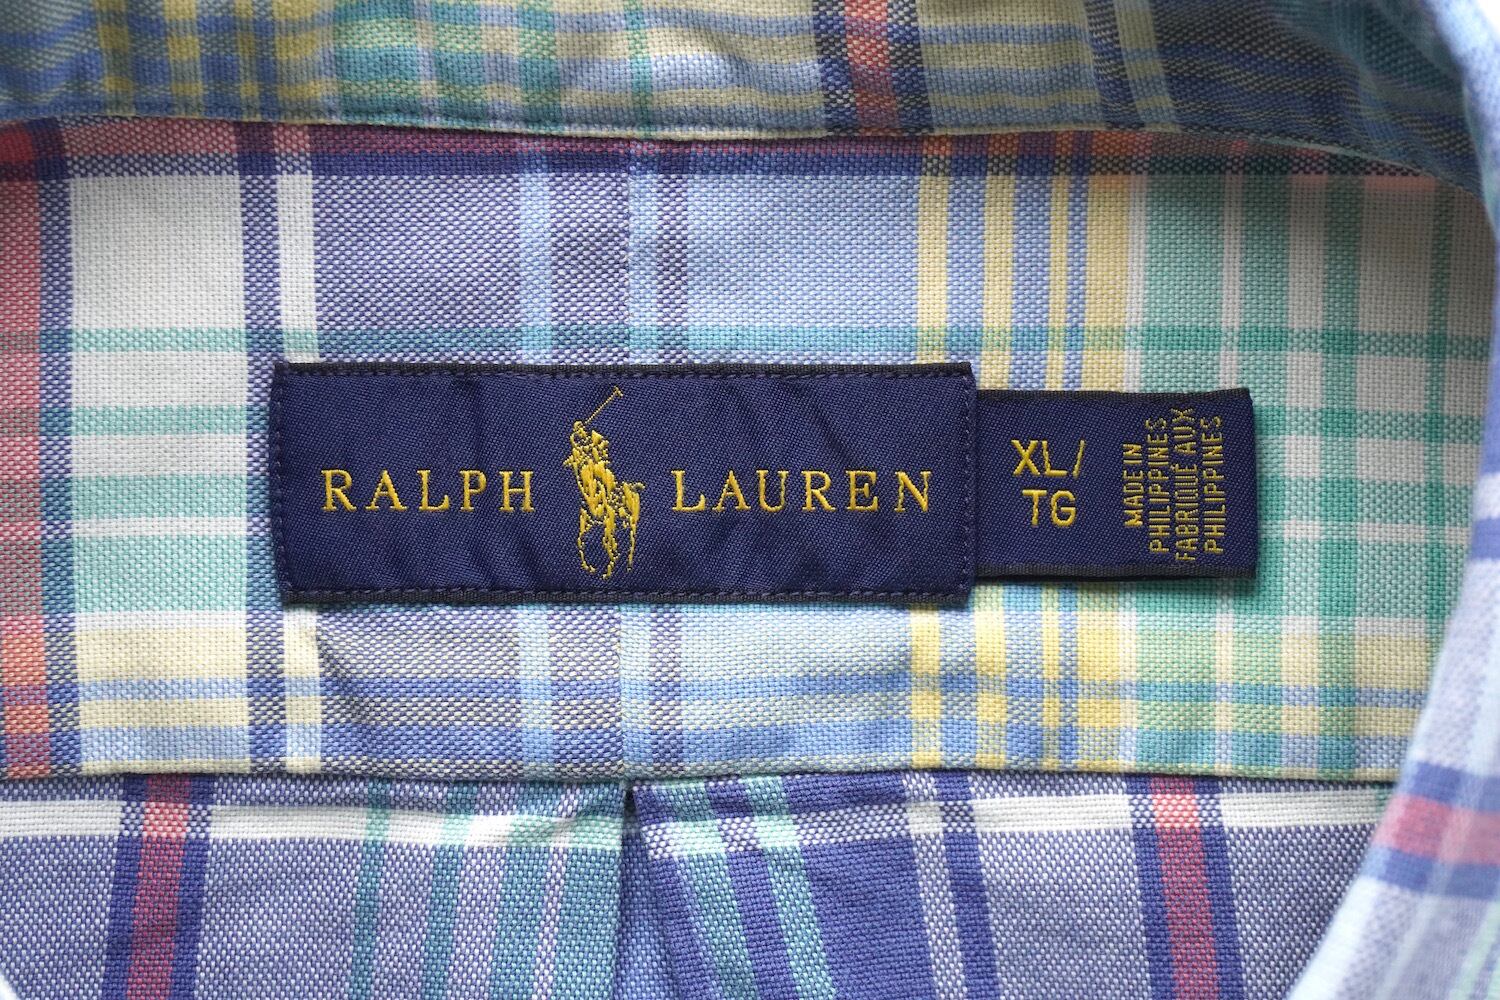 RALPH LAUREN
XL/
TG
MADE IN
PHILIPPINES
FABRIQUÉ AUX
PHILIPPINES